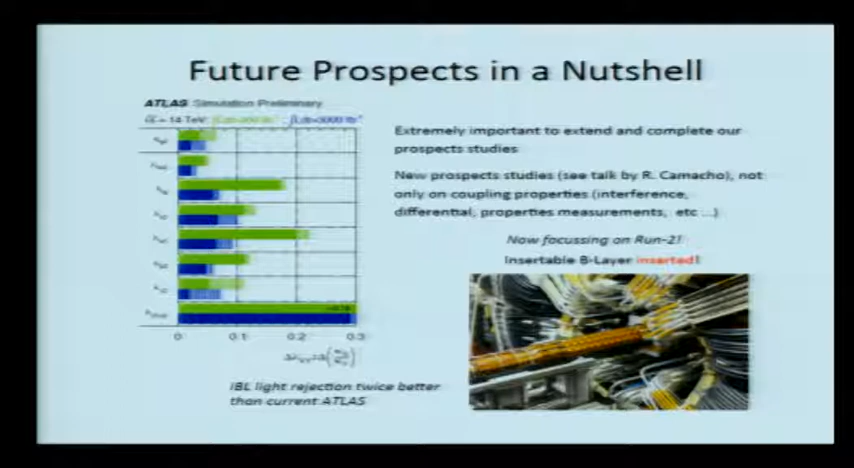 Future Prospects in a Nutshell
ATLAS Simulation Preliminary
= 14 TeV:
Extremely important to extend and complete our
prospects studies
New prospects studies (see talk by R. Camacho), not
only on coupling properties (interference,
differential, properties measurements, etc ...)
Now focussing on Run-2!
Insertable B-Layer inserted!
0 0.1 0.2 0.3
IBL light rejection twice better
than current ATLAS